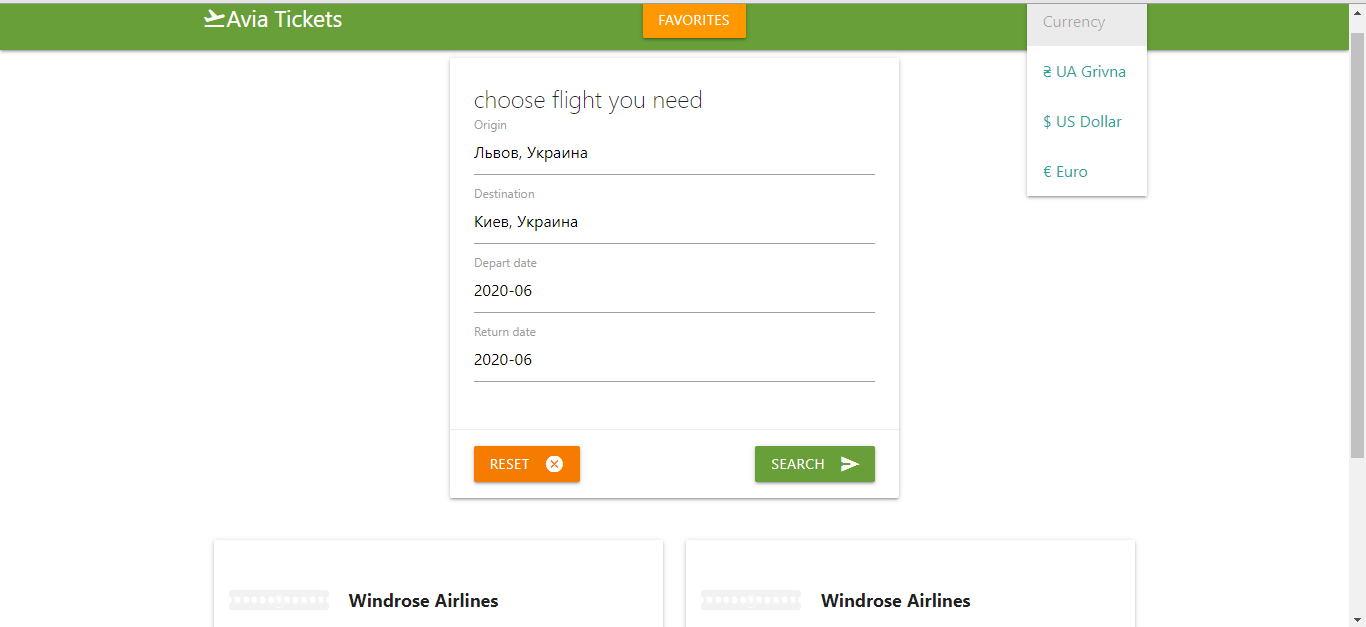 Avia Tickets
FAVORITES
Currency
₴ UA Grivna
$ US Dollar
€ Euro
choose flight you need
Origin
Львов, Украина
Destination
Киев, Украина
Depart date
2020-06
Return date
2020-06
RESET
SEARCH
Windrose Airlines
Windrose Airlines